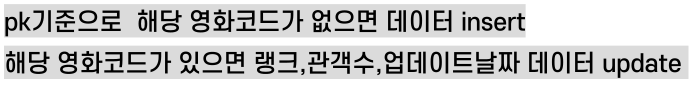 pk기준으로  해당 영화코드가 없으면 데이터 insert
해당 영화코드가 있으면 랭크,관객수,업데이트날짜 데이터 update